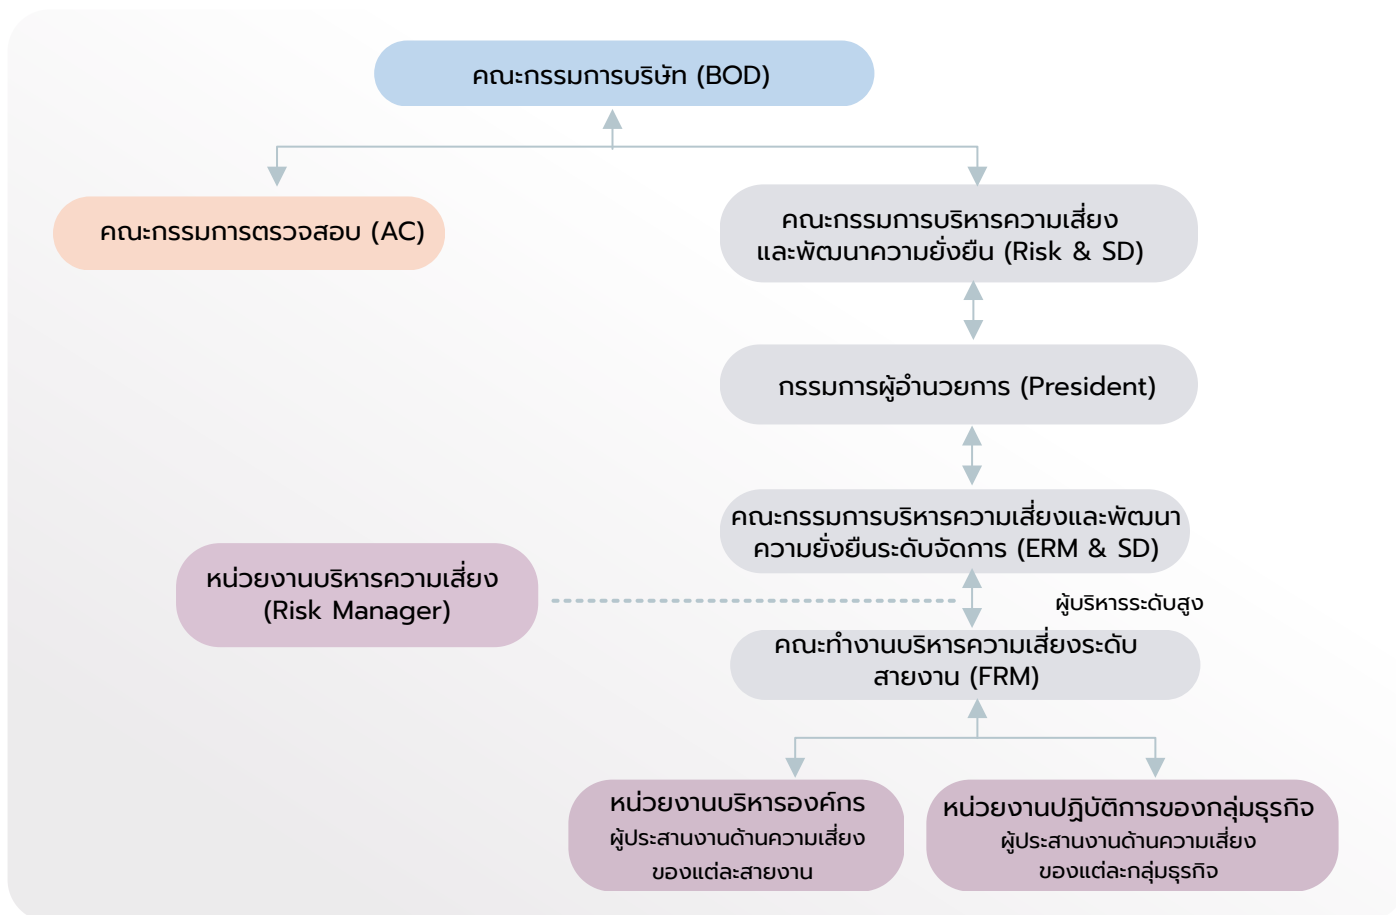 คณะกรรมการบริษัท (BOD)
คณะกรรมการตรวจสอบ (AC)
คณะกรรมการบริหารความเสี่ยง
และพัฒนาความยั่งยืน (Risk & SD)
กรรมการผู้อำนวยการ (President)
คณะกรรมการบริหารความเสี่ยงและพัฒนา
ความยั่งยืนระดับจัดการ (ERM & SD)
หน่วยงานบริหารความเสี่ยง
(Risk Manager)
ผู้บริหารระดับสูง
คณะทำงานบริหารความเสี่ยงระดับ
สายงาน (FRM)
หน่วยงานบริหารองค์กร
ผู้ประสานงานด้านความเสี่ยง
ของแต่ละสายงาน
หน่วยงานปฏิบัติการของกลุ่มธุรกิจ
ผู้ประสานงานด้านความเสี่ยง
ของแต่ละกลุ่มธุรกิจ